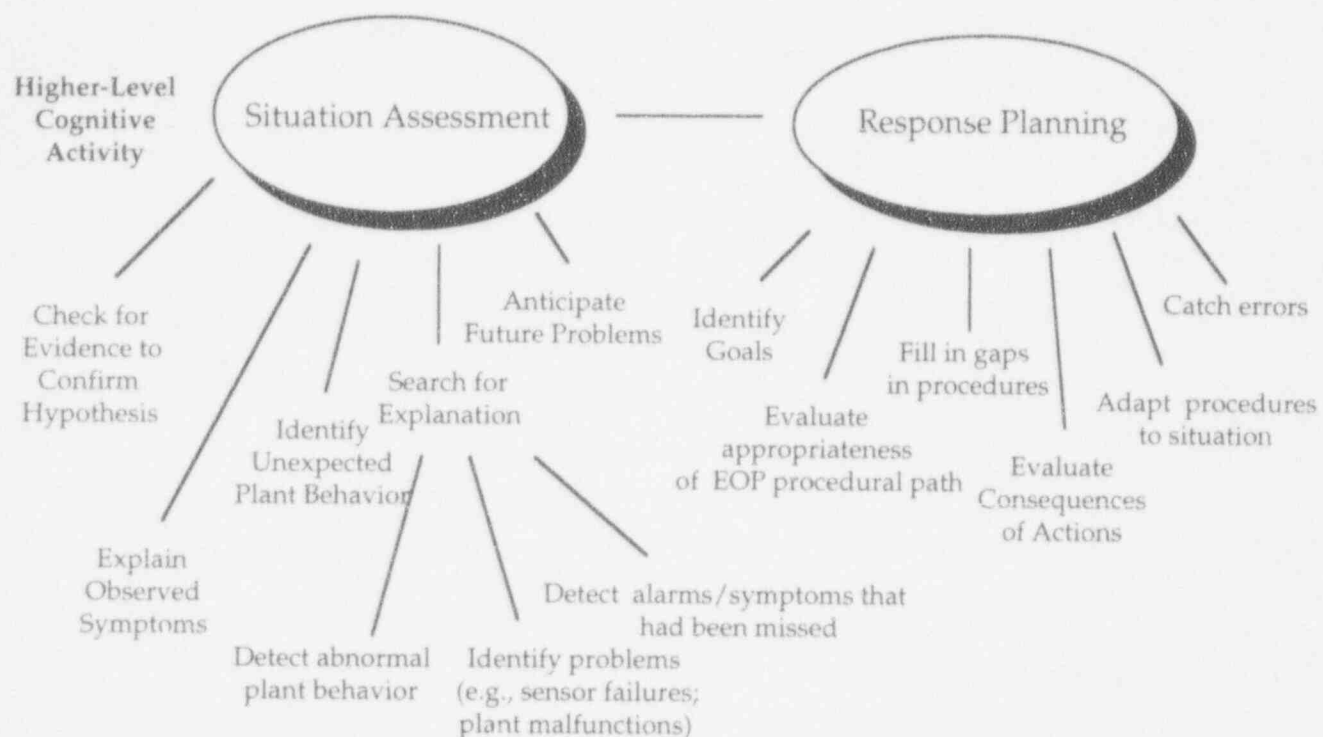 Higher-Level
Cognitive
Activity
Situation Assessment
Response Planning
Check for
Evidence to
Confirm
Hypothesis
Explain
Observed
Symptoms
Identify
Unexpected
Plant Behavior
Search for
Explanation
Anticipate
Future Problems
Detect abnormal
plant behavior
Identify problems
(e.g., sensor failures;
plant malfunctions)
Detect alarms/symptoms that
had been missed
Identify
Goals
Evaluate
appropriateness
of EOP procedural path
Fill in gaps
in procedures
Evaluate
Consequences
of Actions
Adapt procedures
to situation
Catch errors